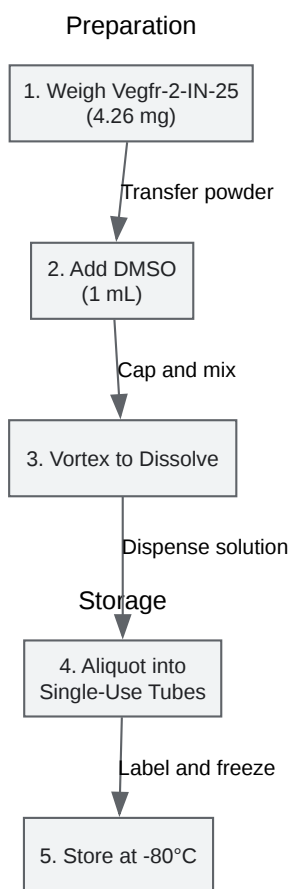 Preparation
1. Weigh Vegfr-2-IN-25
(4.26 mg)
Transfer powder
2. Add DMSO
(1 mL)
Cap and mix
3. Vortex to Dissolve
Dispense solution
Storage
4. Aliquot into
Single-Use Tubes
Label and freeze
5. Store at -80°C